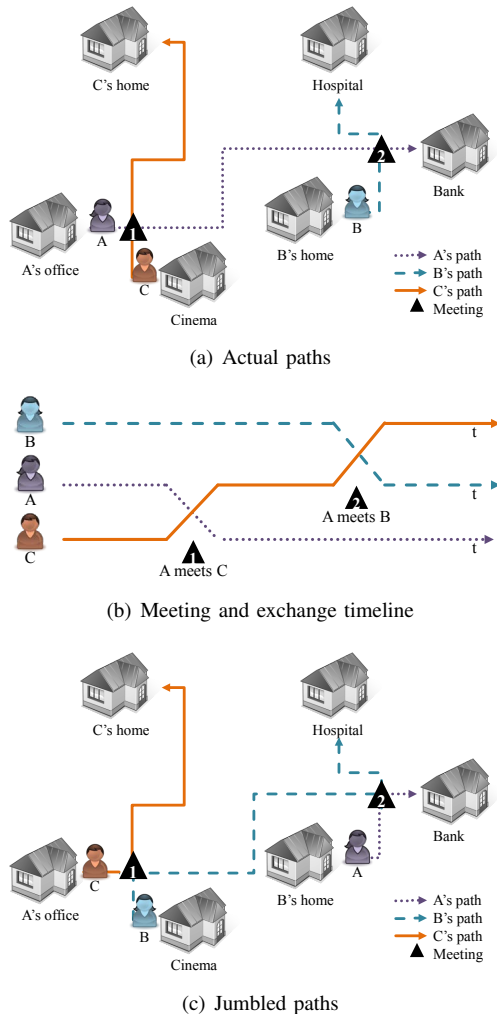 C's home
Hospital
2
Bank
A
1
B
A's office
B's home
C
Cinema
A's path
B's path
C's path
Meeting
(a) Actual paths
B
t
A
t
2
A meets B
C
t
1
A meets C
(b) Meeting and exchange timeline
C's home
Hospital
2
Bank
C
1
A
A's office
B's home
B
Cinema
A's path
B's path
C's path
Meeting
(c) Jumbled paths